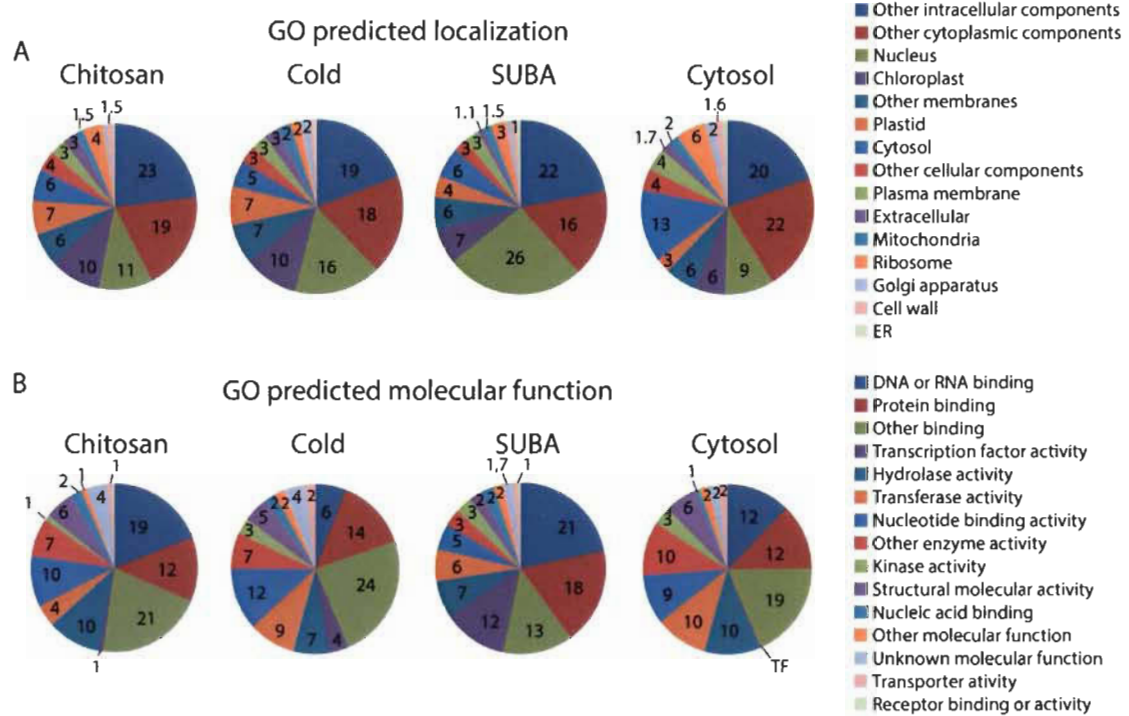 GO predicted localization
A
Chitosan
Cold
SUBA
Cytosol
23
19
11
10
6
7
6
4
3
3
1.5
4
1.5
19
18
16
10
7
7
5
3
3
3
2
2
2
22
16
26
7
6
4
6
3
3
1.1
1.5
3
1
20
22
9
6
6
3
13
4
4
1.7
2
6
2
1.6
Other intracellular components
Other cytoplasmic components
Nucleus
Chloroplast
Other membranes
Plastid
Cytosol
Other cellular components
Plasma membrane
Extracellular
Mitochondria
Ribosome
Golgi apparatus
Cell wall
ER
B
GO predicted molecular function
Chitosan
Cold
SUBA
Cytosol
19
12
21
1
10
4
10
7
1
6
2
1
4
1
6
14
24
4
7
9
12
7
3
5
2
2
4
2
21
18
13
12
7
6
5
3
3
2
2
2
1,7
1
12
12
19
TF
10
10
9
10
3
6
1
2
2
2
DNA or RNA binding
Protein binding
Other binding
Transcription factor activity
Hydrolase activity
Transferase activity
Nucleotide binding activity
Other enzyme activity
Kinase activity
Structural molecular activity
Nucleic acid binding
Other molecular function
Unknown molecular function
Transporter ativity
Receptor binding or activity